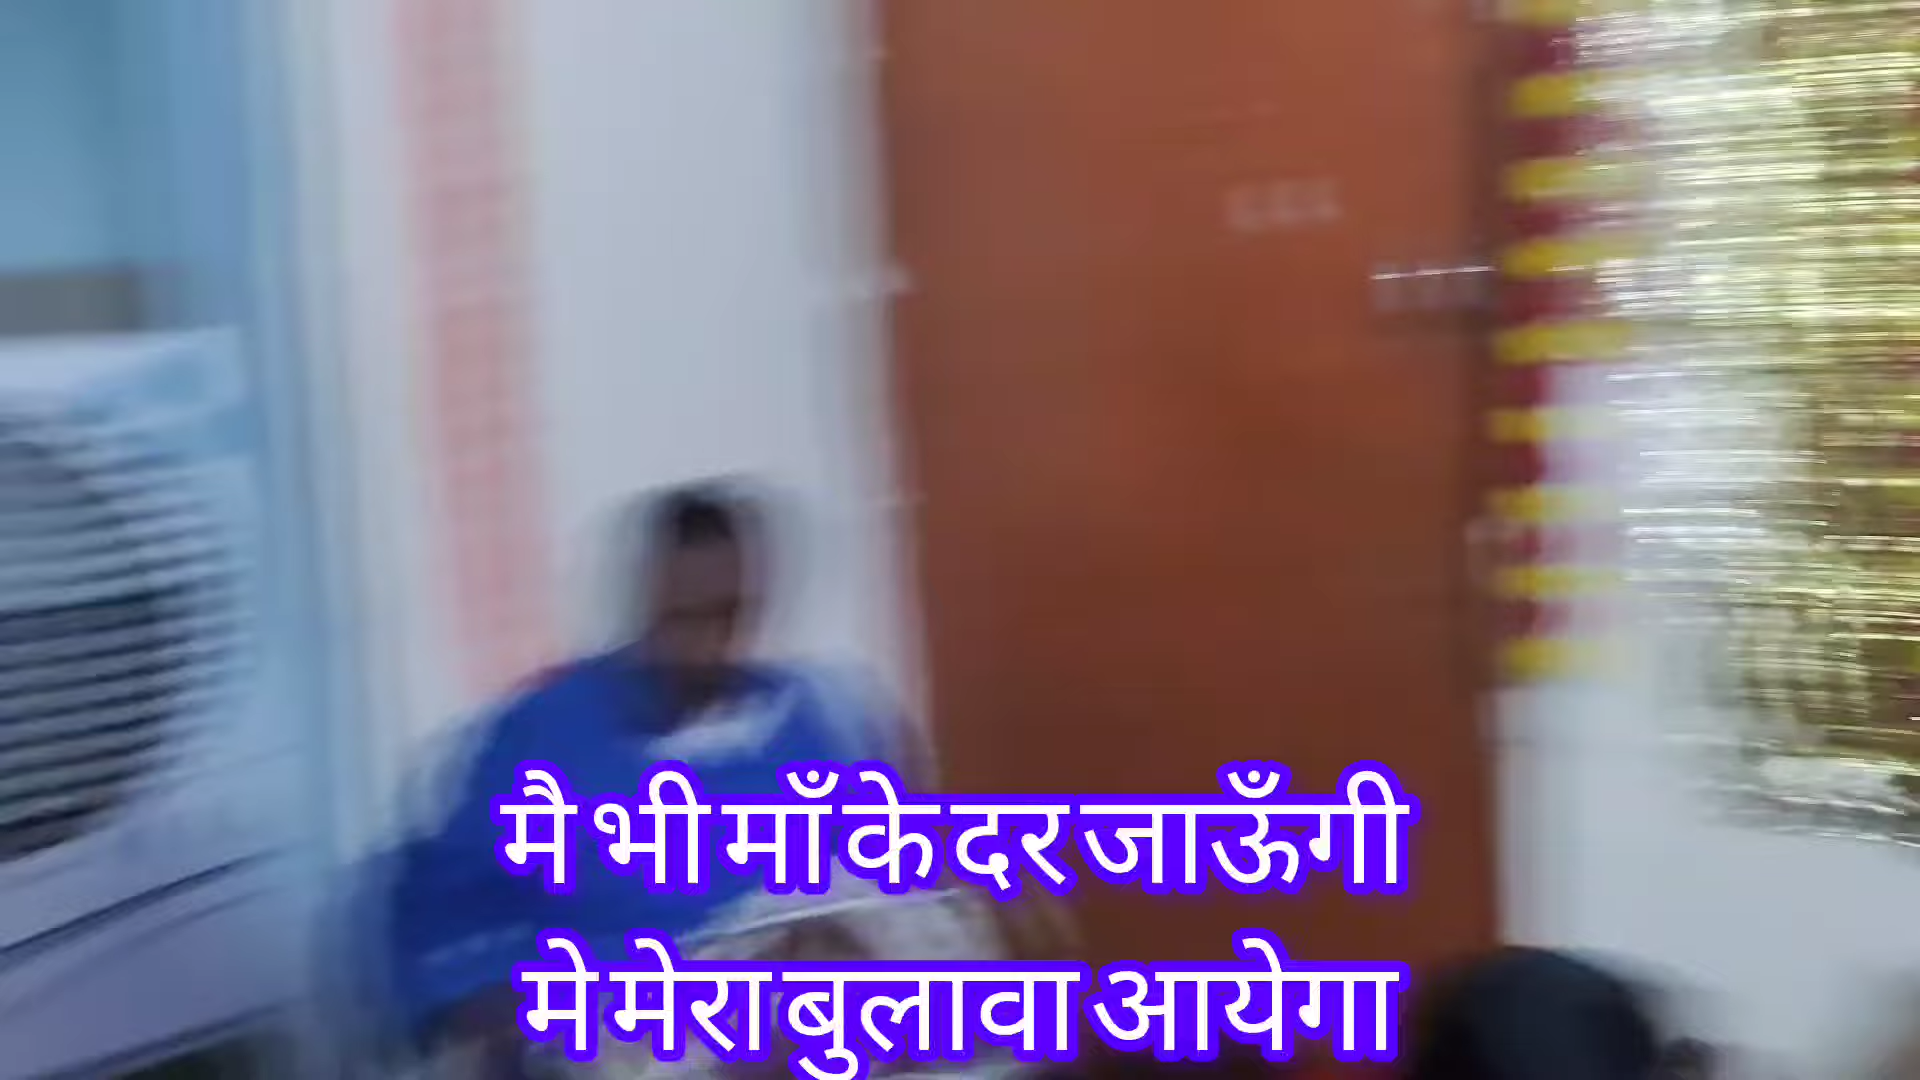 मै भी माँ के दर जाऊँगी
मे मेरा बुलावा आयेगा